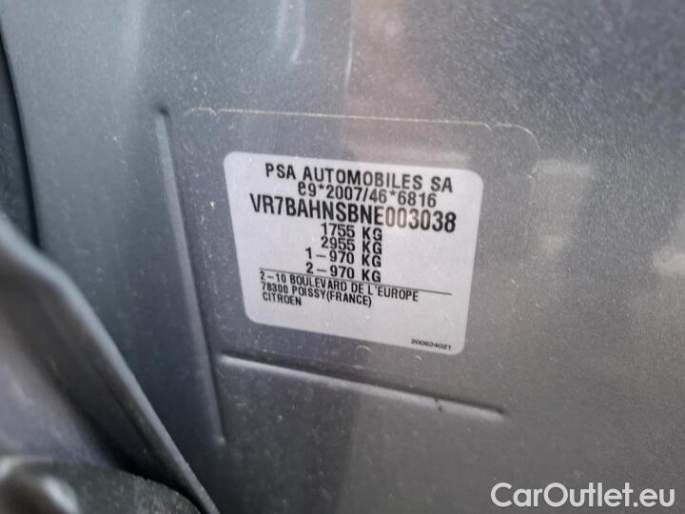 PSA AUTOMOBILES SA
e9*2007/46*6816
VR7BAHNSBNE003038
1755 KG
2955 KG
1-970 KG
2-970 KG
2-10 BOULEVARD DE L'EUROPE
78300 POISSY(FRANCE)
CITROEN
200624021
CarOutlet.eu